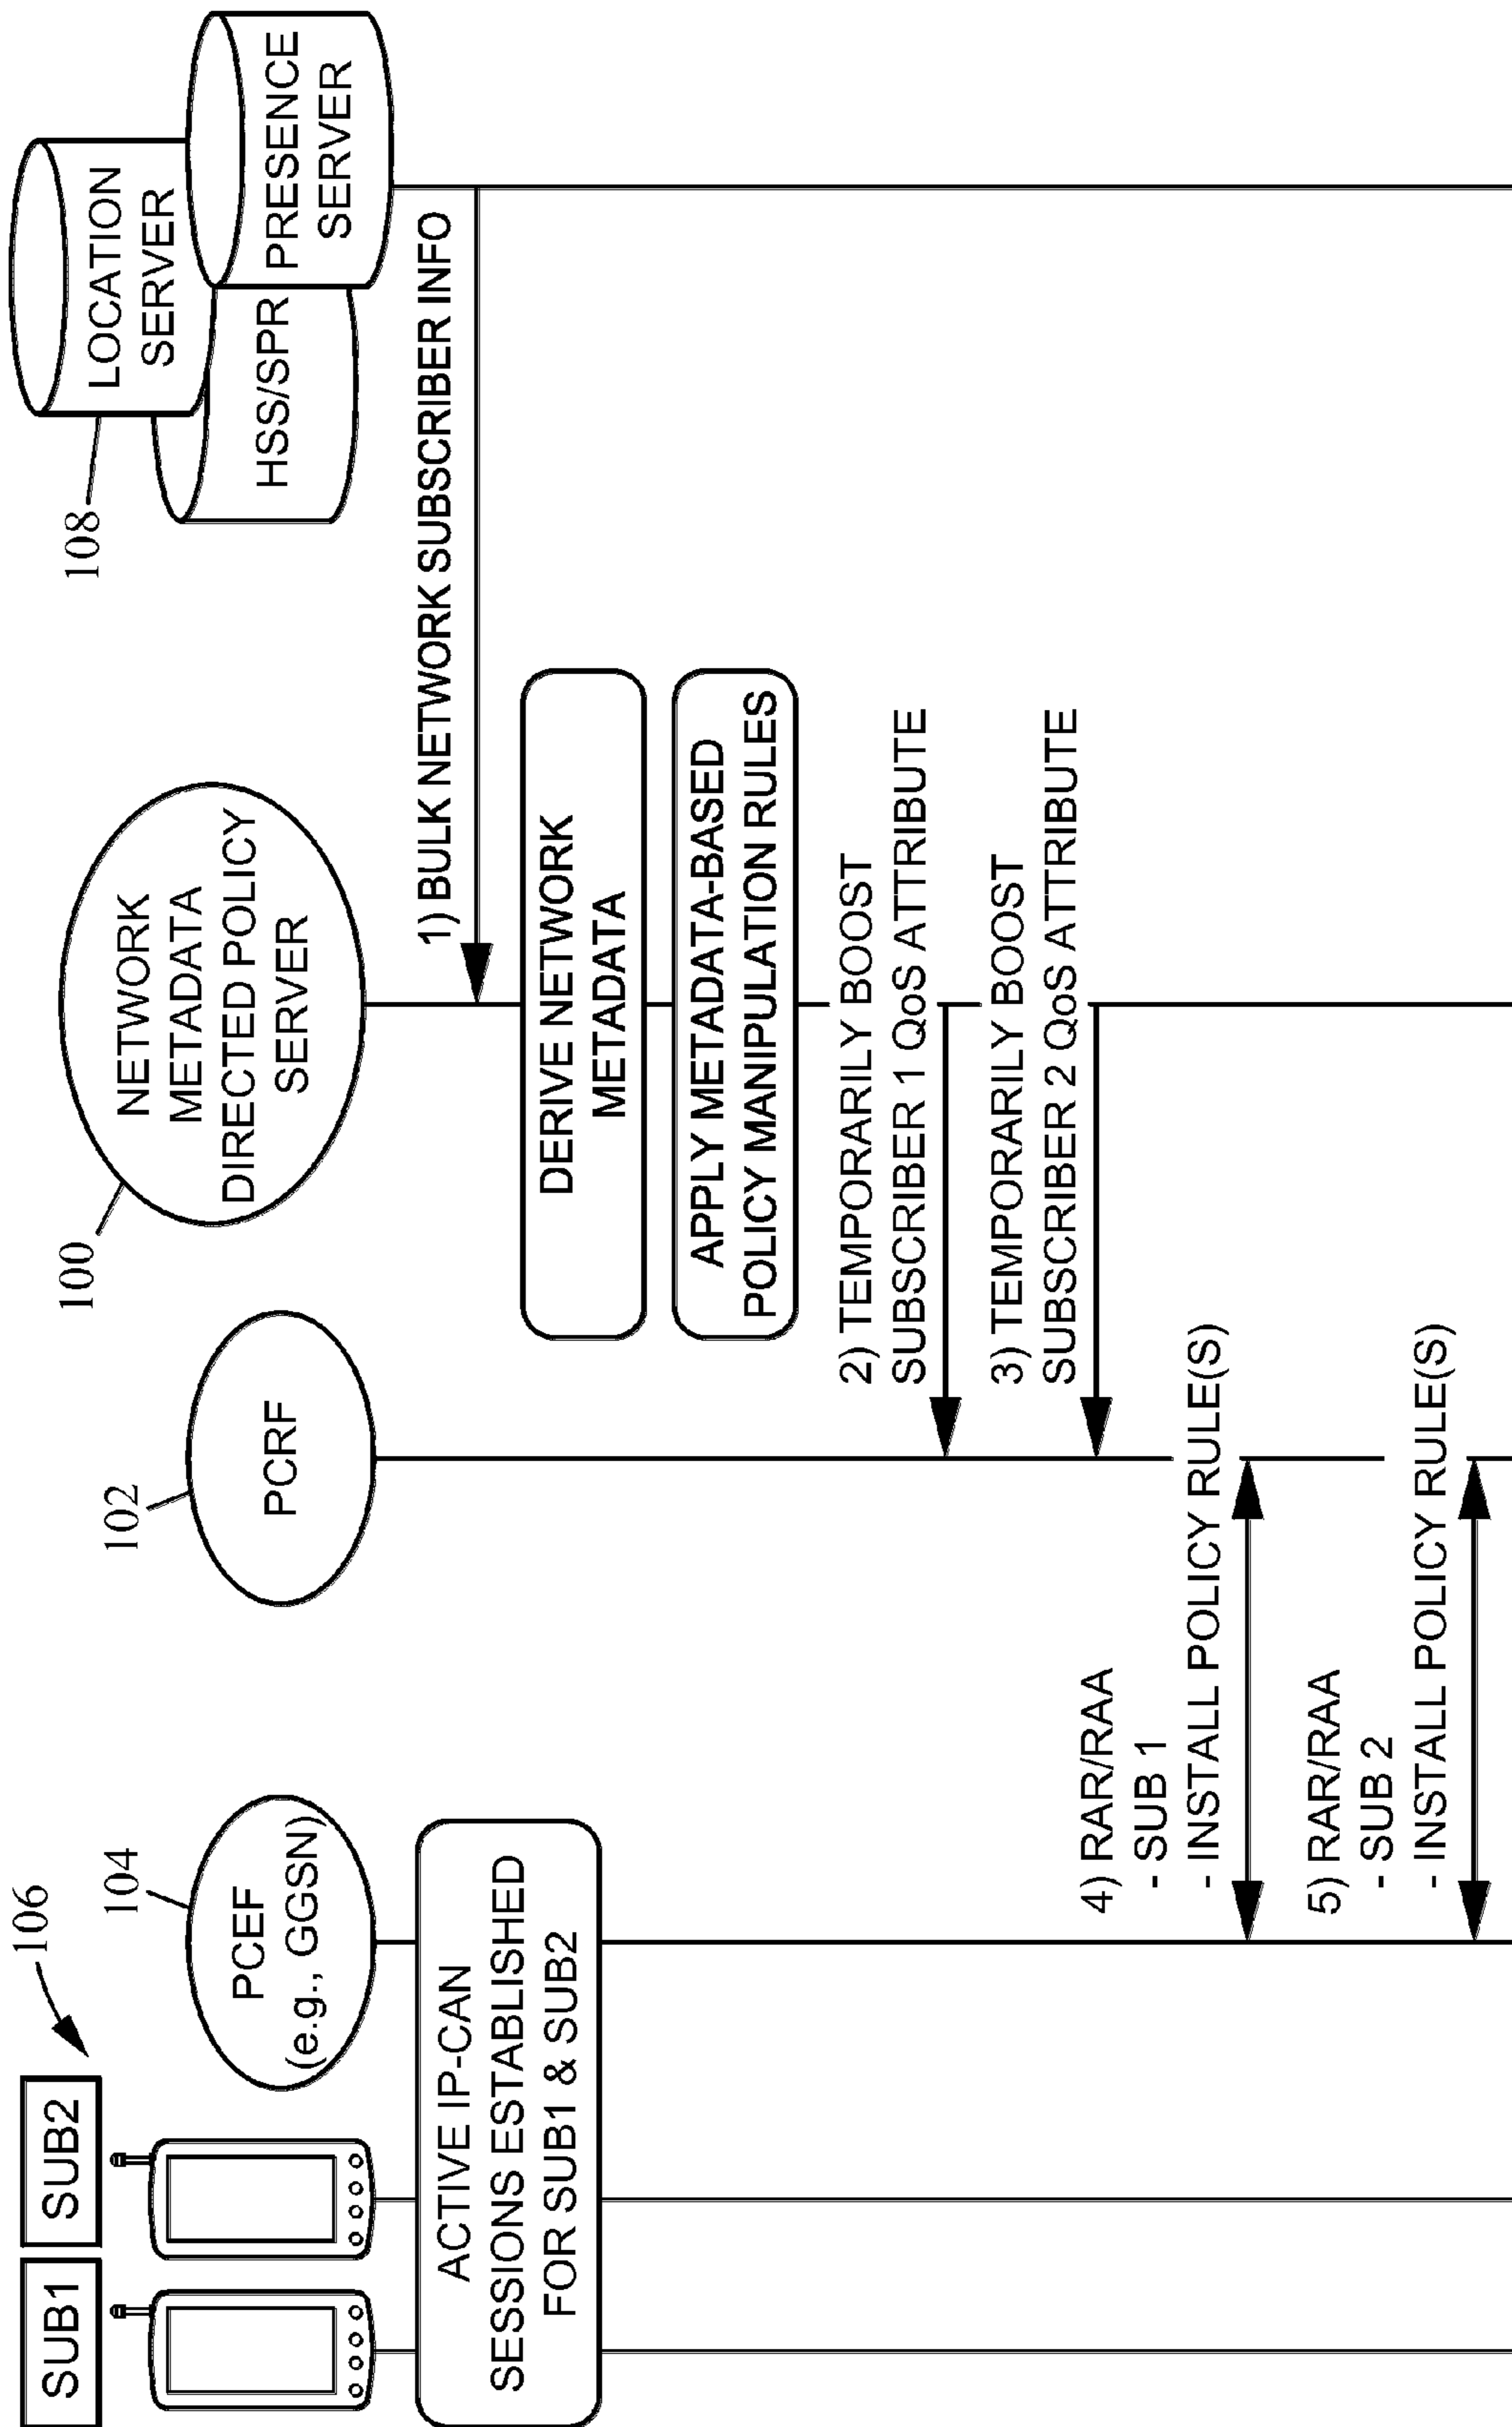 SUB1
SUB2
106
104
PCEF
(e.g., GGSN)
102
PCRF
100
NETWORK
METADATA
DIRECTED POLICY
SERVER
108
LOCATION
SERVER
HSS/SPR
PRESENCE
SERVER
ACTIVE IP-CAN
SESSIONS ESTABLISHED
FOR SUB1 & SUB2
1) BULK NETWORK SUBSCRIBER INFO
DERIVE NETWORK
METADATA
APPLY METADATA-BASED
POLICY MANIPULATION RULES
2) TEMPORARILY BOOST
SUBSCRIBER 1 QoS ATTRIBUTE
3) TEMPORARILY BOOST
SUBSCRIBER 2 QoS ATTRIBUTE
4) RAR/RAA
- SUB 1
- INSTALL POLICY RULE(S)
5) RAR/RAA
- SUB 2
- INSTALL POLICY RULE(S)